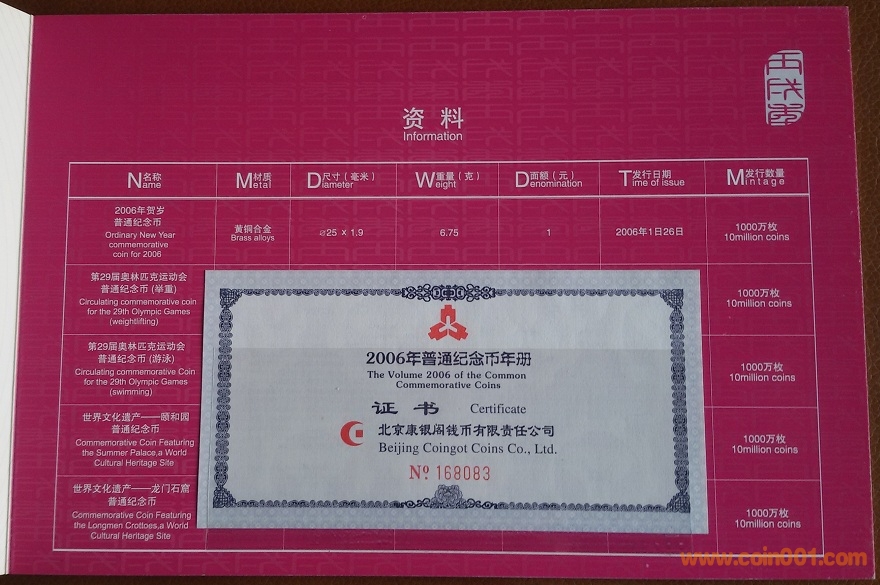 丙戌年
资料
Information
N名称 ame
M材质 etal
D尺寸（毫米） iameter
W重量（克） eight
D面额（元） enomination
T发行日期 ime of issue
M发行数量 intage
2006年贺岁
普通纪念币
Ordinary New Year
commemorative
coin for 2006
黄铜合金
Brass alloys
⌀25 x 1.9
6.75
1
2006年1日26日
1000万枚
10million coins
第29届奥林匹克运动会
普通纪念币 (举重)
Circulating commemorative coin
for the 29th Olympic Games
(weightlifting)
1000万枚
10million coins
第29届奥林匹克运动会
普通纪念币 (游泳)
Circulating commemorative Coin
for the 29th Olympic Games
(swimming)
1000万枚
10million coins
世界文化遗产——颐和园
普通纪念币
Commemorative Coin Featuring
the Summer Palace,a World
Cultural Heritage Site
1000万枚
10million coins
世界文化遗产——龙门石窟
普通纪念币
Commemorative Coin Featuring
the Longmen Crottoes,a World
Cultural Heritage Site
1000万枚
10million coins
2006年普通纪念币年册
The Volume 2006 of the Common
Commemorative Coins
证书 Certificate
北京康银阁钱币有限责任公司
Beijing Coingot Coins Co., Ltd.
Nº 168083
www.coin001.com